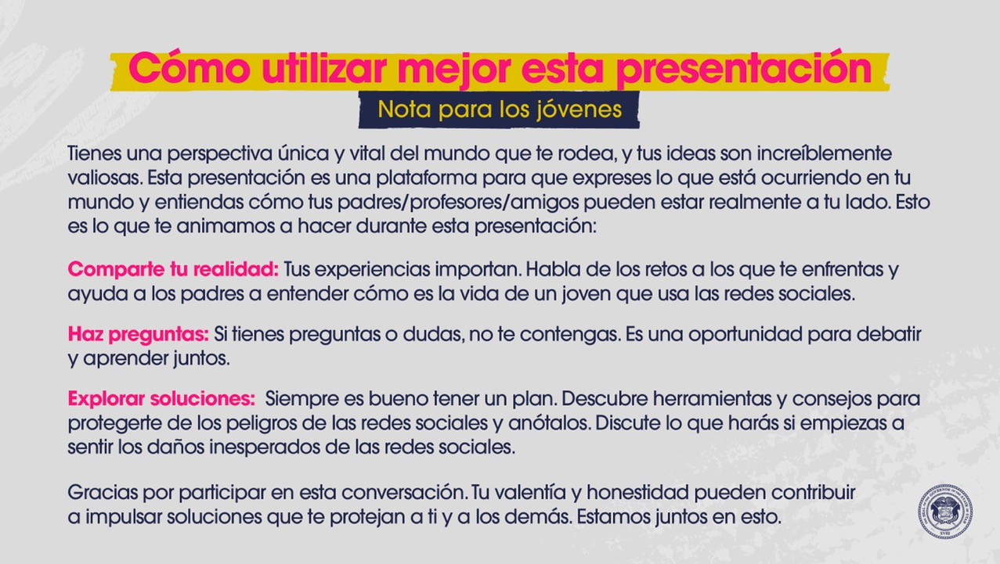 Cómo utilizar mejor esta presentación
Nota para los jóvenes
Tienes una perspectiva única y vital del mundo que te rodea, y tus ideas son increíblemente
valiosas. Esta presentación es una plataforma para que expreses lo que está ocurriendo en tu
mundo y entiendas cómo tus padres/profesores/amigos pueden estar realmente a tu lado. Esto
es lo que te animamos a hacer durante esta presentación:
Comparte tu realidad: Tus experiencias importan. Habla de los retos a los que te enfrentas y
ayuda a los padres a entender cómo es la vida de un joven que usa las redes sociales.
Haz preguntas: Si tienes preguntas o dudas, no te contengas. Es una oportunidad para debatir
y aprender juntos.
Explorar soluciones: Siempre es bueno tener un plan. Descubre herramientas y consejos para
protegerte de los peligros de las redes sociales y anótalos. Discute lo que harás si empiezas a
sentir los daños inesperados de las redes sociales.
Gracias por participar en esta conversación. Tu valentía y honestidad pueden contribuir
a impulsar soluciones que te protejan a ti y a los demás. Estamos juntos en esto.
XVIII